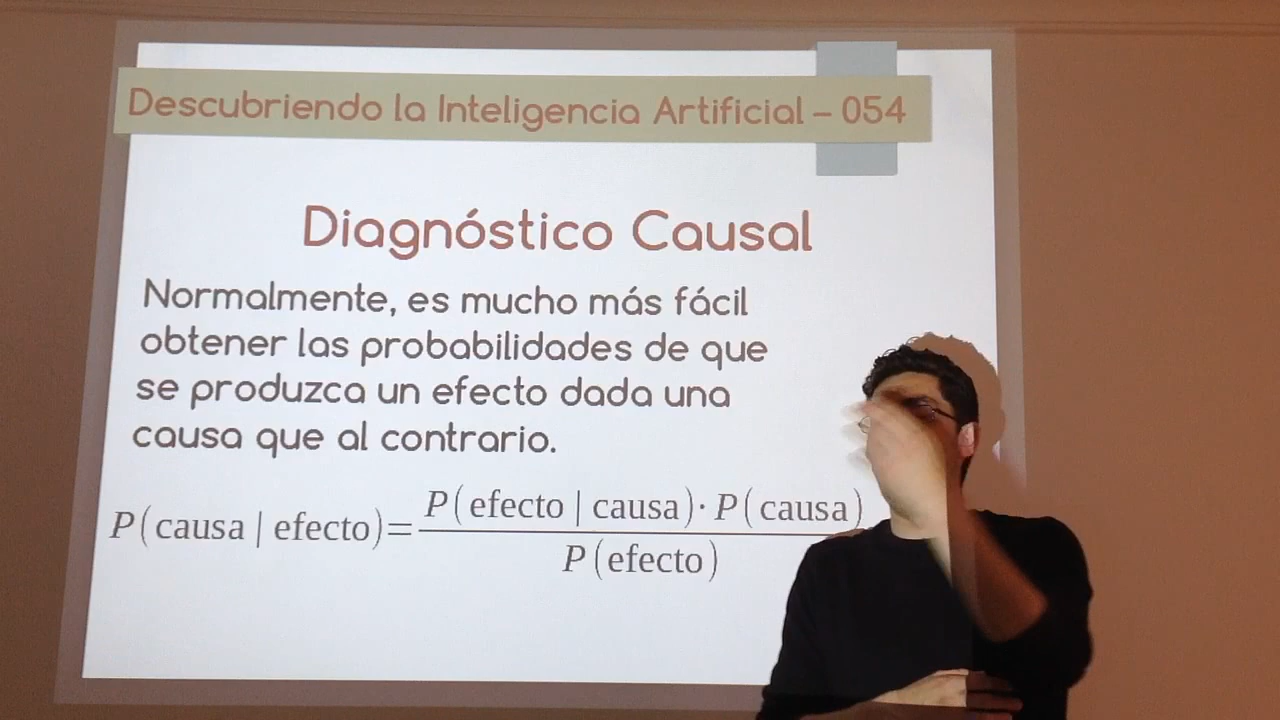 Descubriendo la Inteligencia Artificial – 054
Diagnóstico Causal
Normalmente, es mucho más fácil
obtener las probabilidades de que
se produzca un efecto dada una
causa que al contrario.
P(causa | efecto)= P(efecto | causa)·P(causa)
P(efecto)